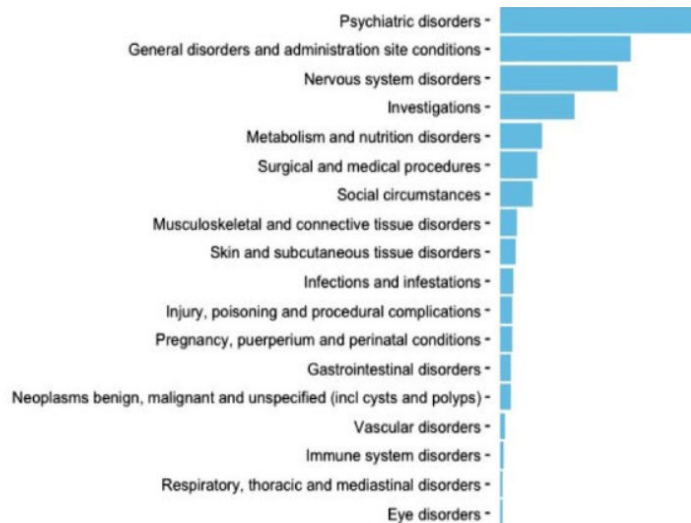 Psychiatric disorders
General disorders and administration site conditions
Nervous system disorders
Investigations
Metabolism and nutrition disorders
Surgical and medical procedures
Social circumstances
Musculoskeletal and connective tissue disorders
Skin and subcutaneous tissue disorders
Infections and infestations
Injury, poisoning and procedural complications
Pregnancy, puerperium and perinatal conditions
Gastrointestinal disorders
Neoplasms benign, malignant and unspecified (incl cysts and polyps)
Vascular disorders
Immune system disorders
Respiratory, thoracic and mediastinal disorders
Eye disorders